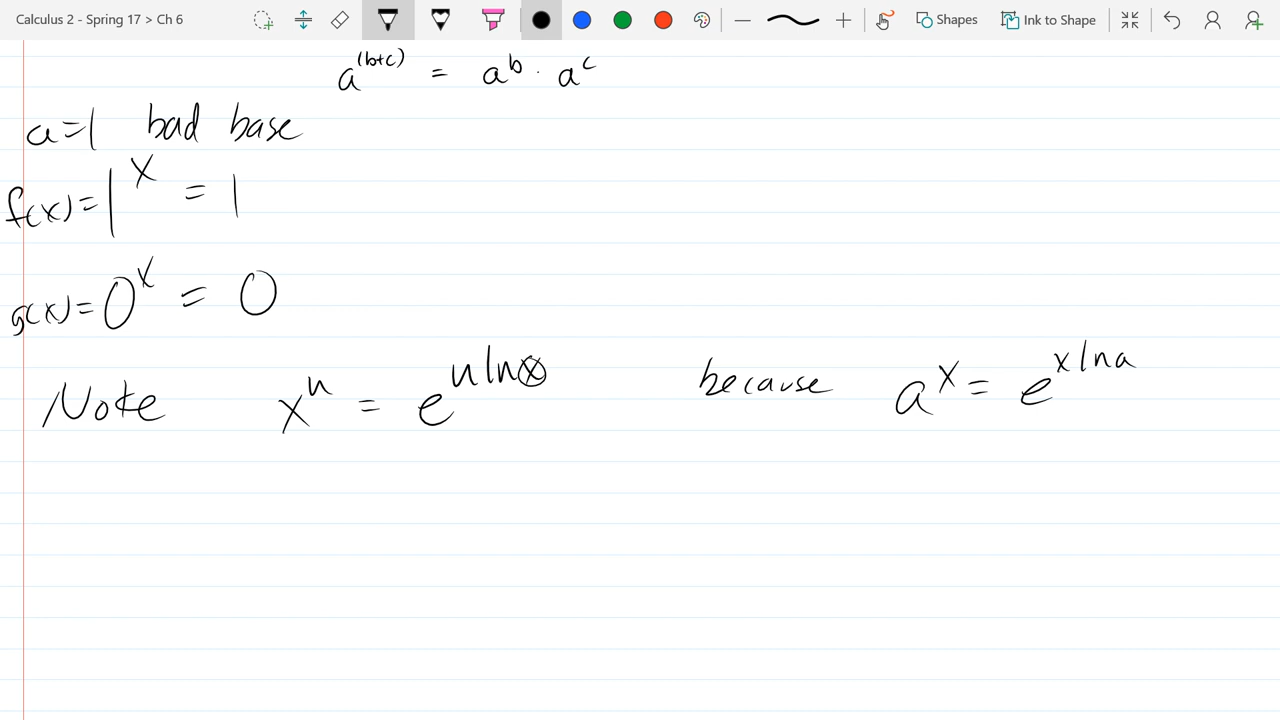 Calculus 2 - Spring 17 > Ch 6 Shapes Ink to Shape
a^(b+c) = a^b · a^c
a=1 bad base
f(x)=1^x = 1
g(x)=0^x = 0
Note x^n = e^(n ln x) because a^x = e^(x ln a)